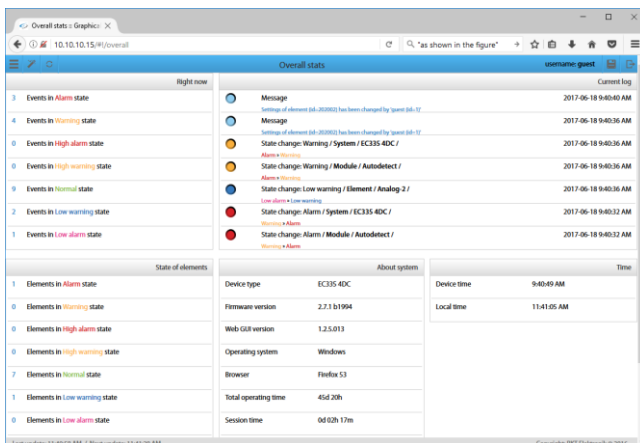 Overall stats :: Graphica
10.10.10.15/#!/overall
"as shown in the figure"
Overall stats
username: guest
Right now
3 Events in Alarm state
4 Events in Warning state
0 Events in High alarm state
0 Events in High warning state
9 Events in Normal state
2 Events in Low warning state
1 Events in Low alarm state
Current log
Message 2017-06-18 9:40:40 AM
Settings of element (id=202002) has been changed by 'guest (id=1)'
Message 2017-06-18 9:40:36 AM
Settings of element (id=202002) has been changed by 'guest (id=1)'
State change: Warning / System / EC335 4DC / 2017-06-18 9:40:36 AM
Alarm » Warning
State change: Warning / Module / Autodetect / 2017-06-18 9:40:36 AM
Alarm » Warning
State change: Low warning / Element / Analog-2 / 2017-06-18 9:40:36 AM
Low alarm » Low warning
State change: Alarm / System / EC335 4DC / 2017-06-18 9:40:32 AM
Warning » Alarm
State change: Alarm / Module / Autodetect / 2017-06-18 9:40:32 AM
Warning » Alarm
State of elements
1 Elements in Alarm state
0 Elements in Warning state
0 Elements in High alarm state
0 Elements in High warning state
7 Elements in Normal state
1 Elements in Low warning state
0 Elements in Low alarm state
About system
Device type EC335 4DC
Firmware version 2.7.1 b1994
Web GUI version 1.2.5.013
Operating system Windows
Browser Firefox 53
Total operating time 45d 20h
Session time 0d 02h 17m
Time
Device time 9:40:49 AM
Local time 11:41:05 AM